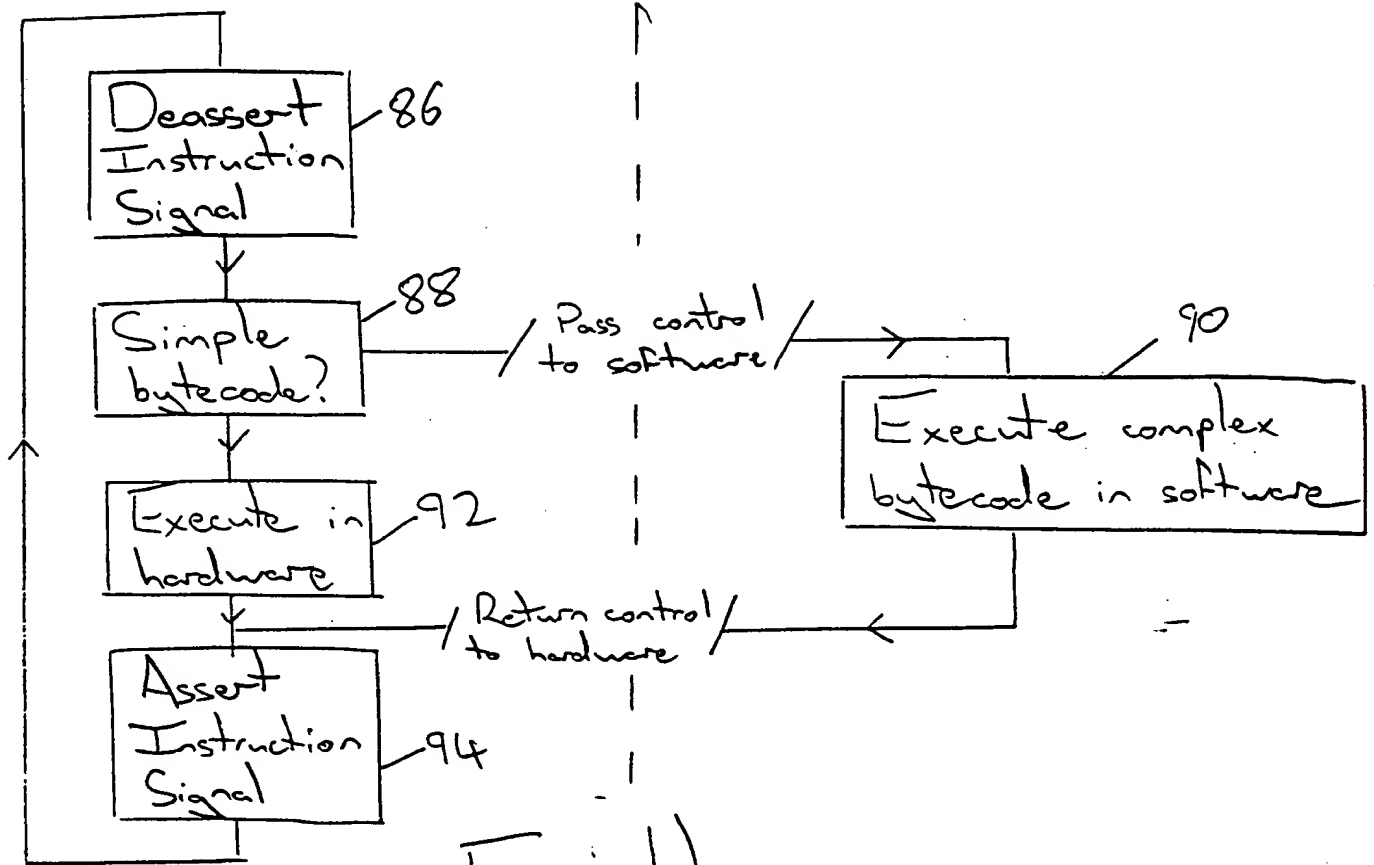 Deassert
Instruction
Signal
86
Simple
bytecode?
88
Pass control
to software
90
Execute complex
bytecode in software
Execute in
hardware
92
Return control
to hardware
Assert
Instruction
Signal
94